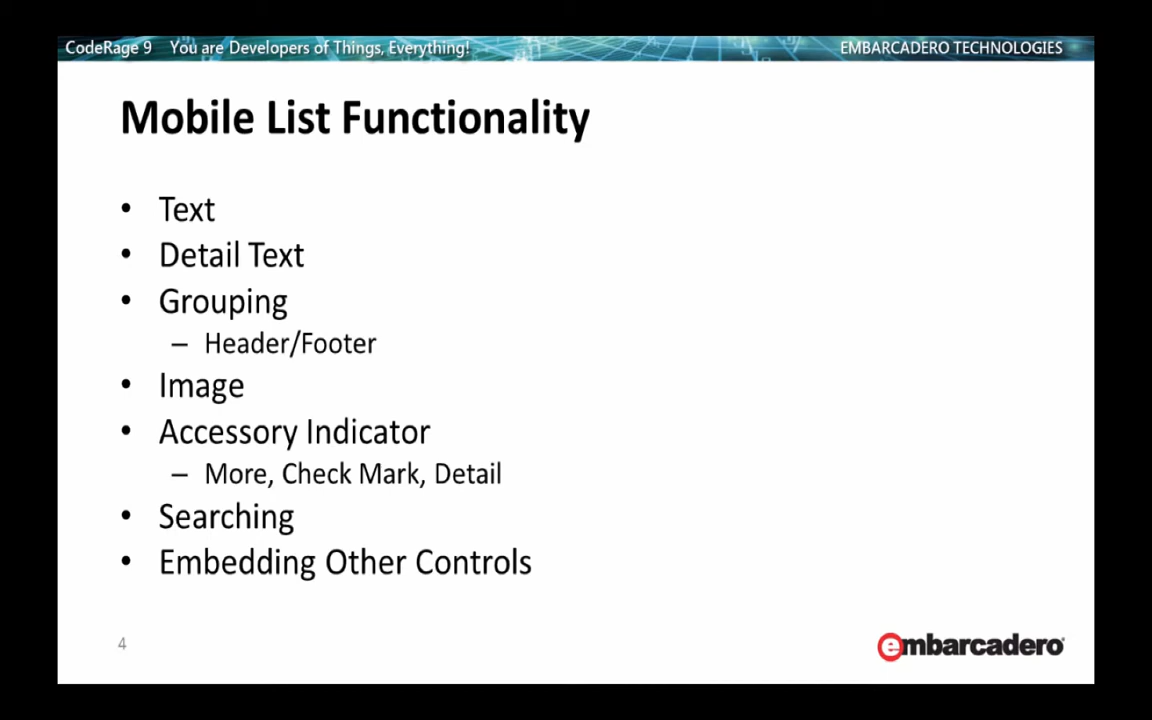 CodeRage 9 You are Developers of Things, Everything! EMBARCADERO TECHNOLOGIES
Mobile List Functionality
• Text
• Detail Text
• Grouping
– Header/Footer
• Image
• Accessory Indicator
– More, Check Mark, Detail
• Searching
• Embedding Other Controls
4
embarcadero